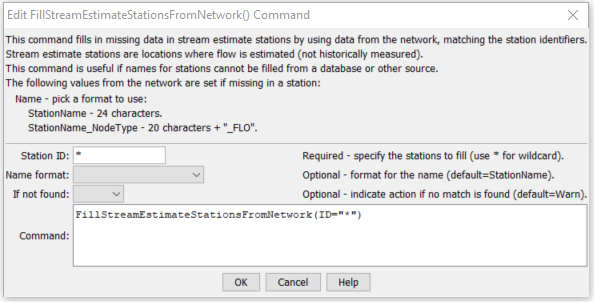 Edit FillStreamEstimateStationsFromNetwork() Command
This command fills in missing data in stream estimate stations by using data from the network, matching the station identifiers.
Stream estimate stations are locations where flow is estimated (not historically measured).
This command is useful if names for stations cannot be filled from a database or other source.
The following values from the network are set if missing in a station:
Name - pick a format to use:
StationName - 24 characters.
StationName_NodeType - 20 characters + "_FLO".
Station ID: * Required - specify the stations to fill (use * for wildcard).
Name format: Optional - format for the name (default=StationName).
If not found: Optional - indicate action if no match is found (default=Warn).
Command: FillStreamEstimateStationsFromNetwork(ID="*")
OK Cancel Help